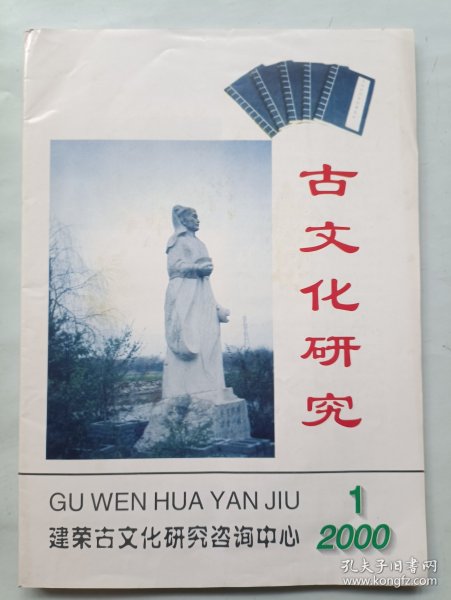 古文化研究
GU WEN HUA YAN JIU
建荣古文化研究咨询中心
1
2000
孔夫子旧书网
www.kongfz.com